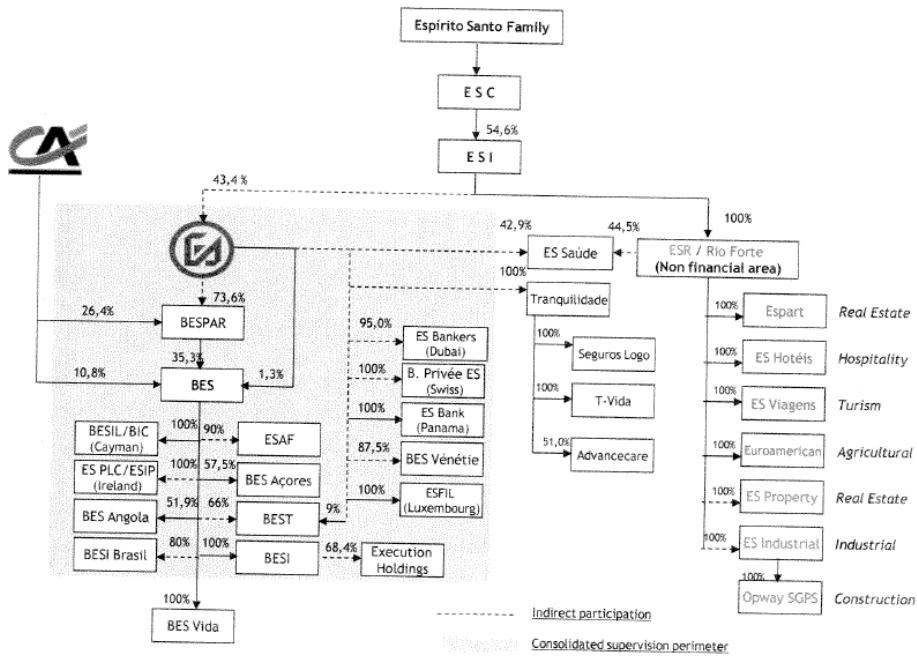 Espírito Santo Family
E S C
54,6%
E S I
43,4 %
100%
42,9%
44,5%
ES Saúde
ESR / Rio Forte
(Non financial area)
73,6%
100%
Tranquilidade
26,4%
BESPAR
100%
Espart
Real Estate
95,0%
ES Bankers
(Dubai)
100%
Seguros Logo
35,3%
10,8%
BES
1,3%
100%
ES Hotéis
Hospitality
100%
B. Privée ES
(Swiss)
100%
T-Vida
100%
ES Viagens
Turism
100%
ES Bank
(Panama)
BESIL/BIC
(Cayman)
100%
90%
ESAF
87,5%
BES Vénétie
51,0%
Advancecare
100%
Euroamerican
Agricultural
ES PLC/ESIP
(Ireland)
100%
57,5%
BES Açores
100%
ESFIL
(Luxembourg)
100%
ES Property
Real Estate
BES Angola
51,9%
66%
BEST
9%
100%
ES Industrial
Industrial
BESI Brasil
80%
100%
BESI
68,4%
Execution
Holdings
100%
Opway SGPS
Construction
100%
BES Vida
Indirect participation
Consolidated supervision perimeter